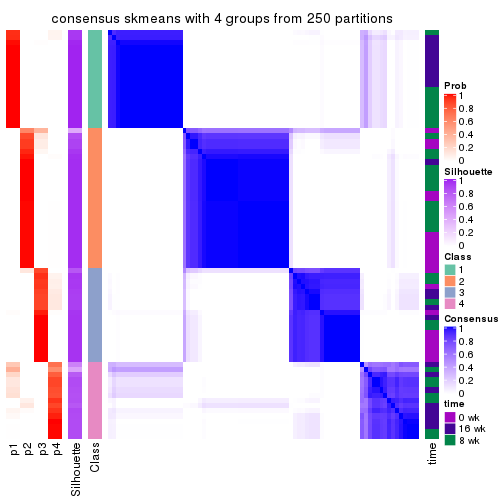 consensus skmeans with 4 groups from 250 partitions
Prob
1
0.8
0.6
0.4
0.2
0
Silhouette
1
0.8
0.6
0.4
0.2
0
Class
1
2
3
4
Consensus
1
0.8
0.6
0.4
0.2
0
time
0 wk
16 wk
8 wk
p1
p2
p3
p4
Silhouette
Class
time